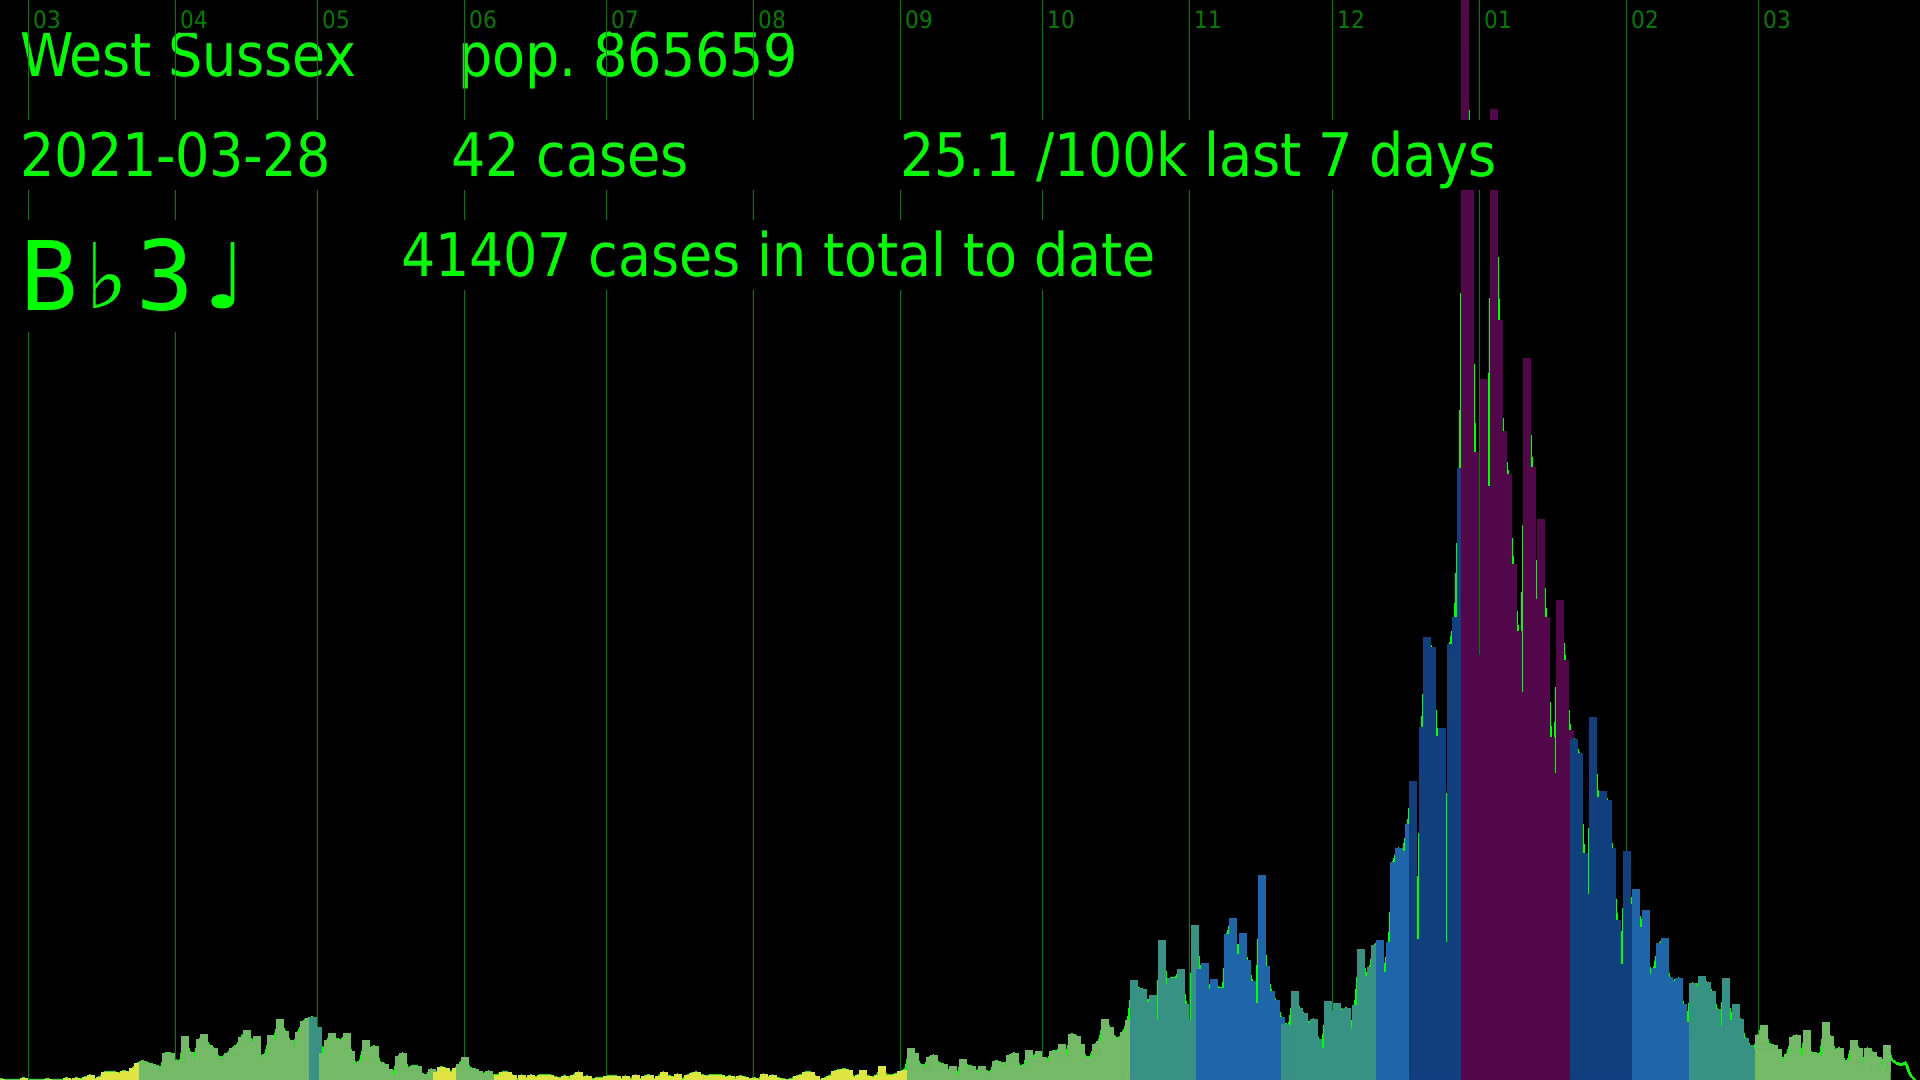 03 04 05 06 07 08 09 10 11 12 01 02 03
West Sussex pop. 865659
2021-03-28 42 cases 25.1 /100k last 7 days
B♭3♩ 41407 cases in total to date